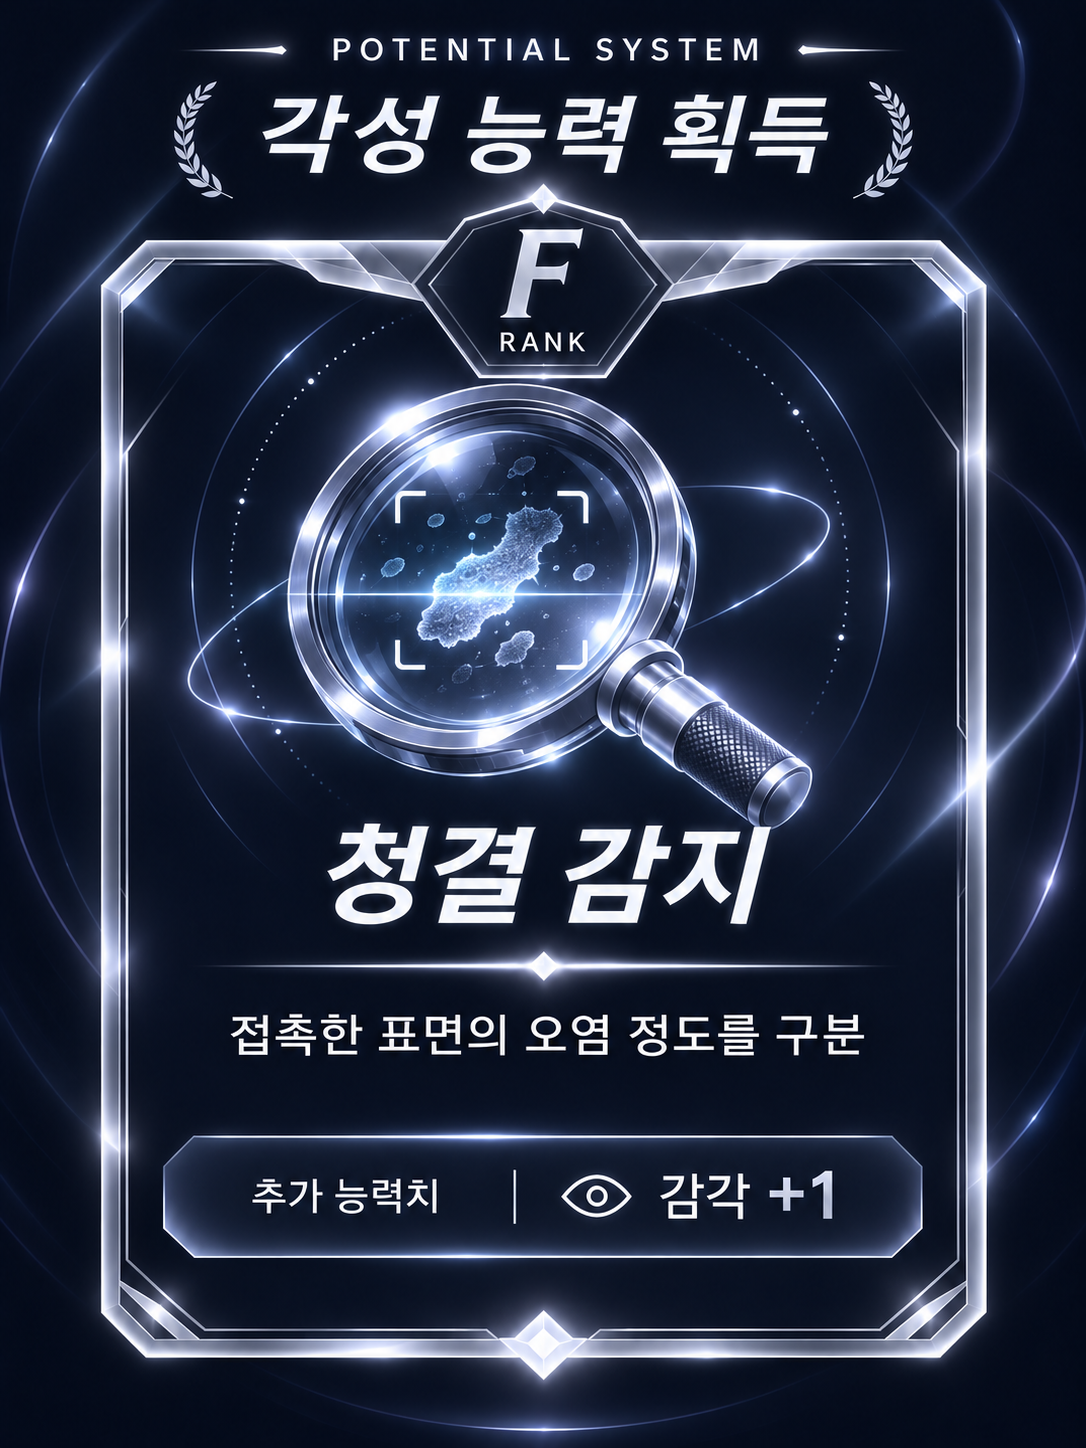 POTENTIAL SYSTEM
각성 능력 획득
F
RANK
청결 감지
접촉한 표면의 오염 정도를 구분
추가 능력치
감각 +1